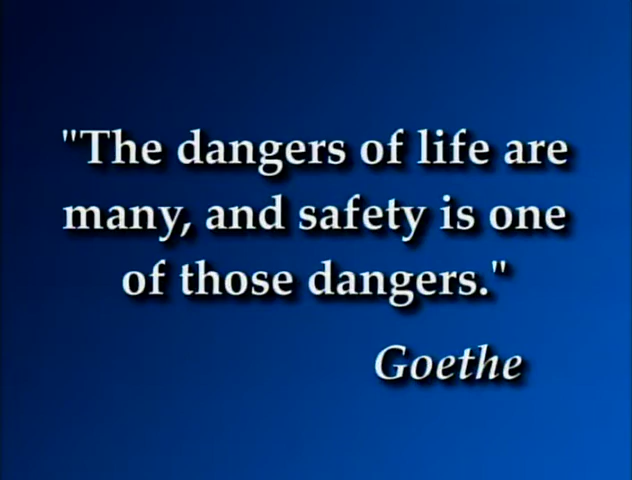 "The dangers of life are
many, and safety is one
of those dangers."
Goethe